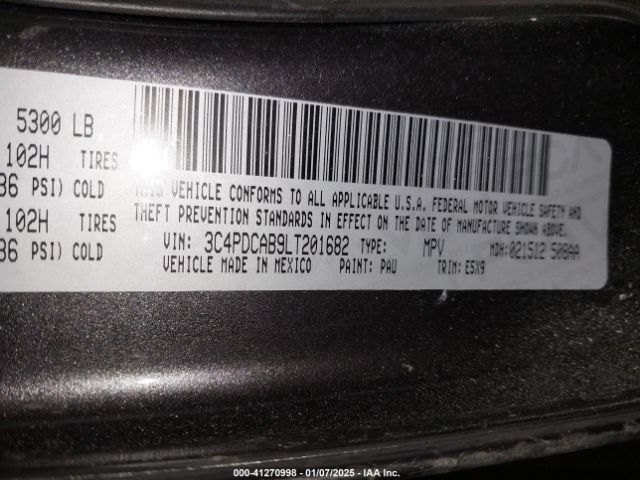 5300 LB
102H TIRES
36 PSI) COLD
102H TIRES
36 PSI) COLD
THIS VEHICLE CONFORMS TO ALL APPLICABLE U.S.A. FEDERAL MOTOR VEHICLE SAFETY AND
THEFT PREVENTION STANDARDS IN EFFECT ON THE DATE OF MANUFACTURE SHOWN ABOVE.
VIN: 3C4PDCAB9LT201682 TYPE: MPV MDH:021512 508AA
VEHICLE MADE IN MEXICO PAINT: PAU TRIM: E5X9
000-41270998 - 01/07/2025 - IAA Inc.